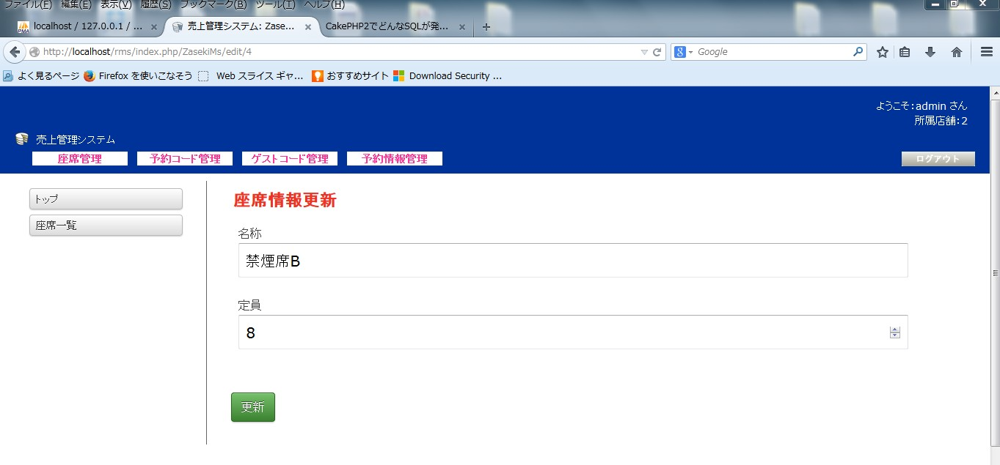 ファイル(F) 編集(E) 表示(V) 履歴(S) ブックマーク(B) ツール(T) ヘルプ(H)
localhost / 127.0.0.1 / ... 売上管理システム: Zase... CakePHP2でどんなSQLが発...
http://localhost/rms/index.php/ZasekiMs/edit/4 Google
よく見るページ Firefox を使いこなそう Web スライス ギャ... おすすめサイト Download Security ...
ようこそ:admin さん
所属店舗:2
売上管理システム
座席管理 予約コード管理 ゲストコード管理 予約情報管理 ログアウト
トップ
座席一覧
座席情報更新
名称
禁煙席B
定員
8
更新